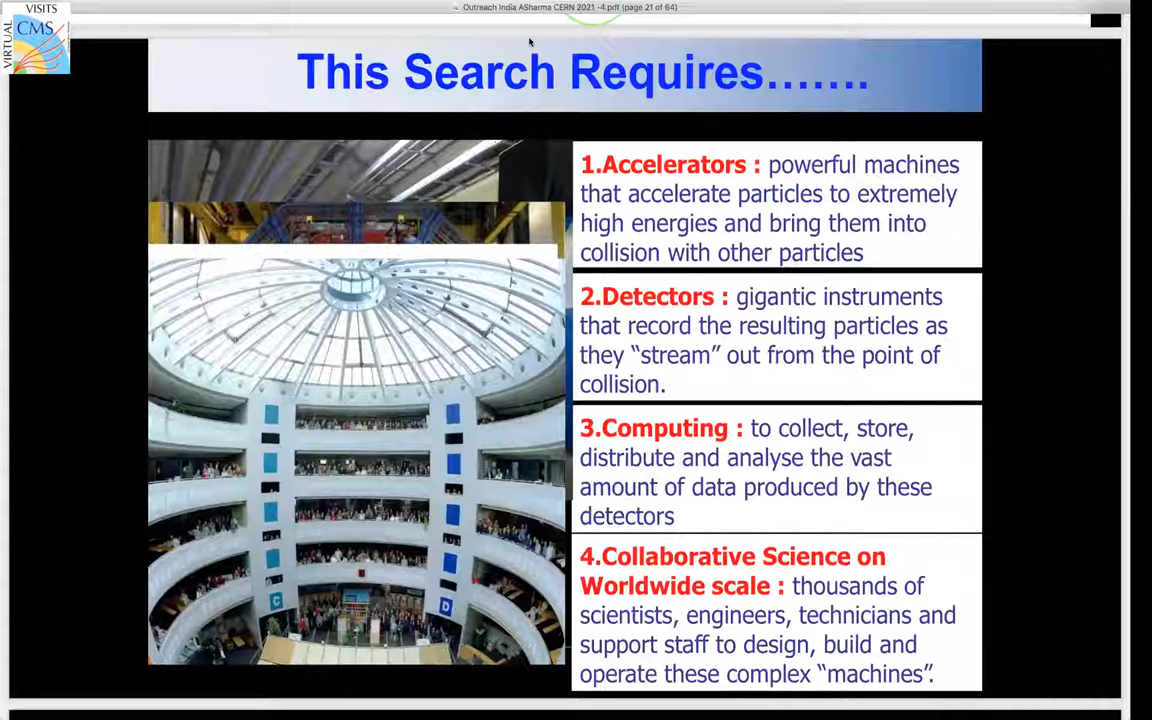 Outreach India ASharma CERN 2021 -4.pdf (page 21 of 64)
VISITS
VIRTUAL
CMS
This Search Requires.......
1.Accelerators : powerful machines
that accelerate particles to extremely
high energies and bring them into
collision with other particles
2.Detectors : gigantic instruments
that record the resulting particles as
they “stream” out from the point of
collision.
3.Computing : to collect, store,
distribute and analyse the vast
amount of data produced by these
detectors
4.Collaborative Science on
Worldwide scale : thousands of
scientists, engineers, technicians and
support staff to design, build and
operate these complex “machines”.
C
D